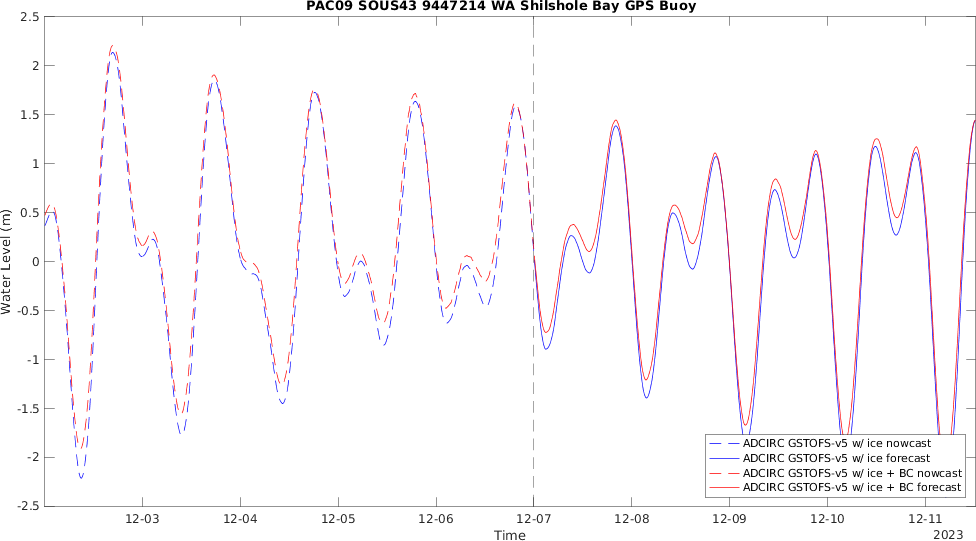 PAC09 SOUS43 9447214 WA Shilshole Bay GPS Buoy
2.5
2
1.5
1
0.5
0
-0.5
-1
-1.5
-2
-2.5
Water Level (m)
ADCIRC GSTOFS-v5 w/ ice nowcast
ADCIRC GSTOFS-v5 w/ ice forecast
ADCIRC GSTOFS-v5 w/ ice + BC nowcast
ADCIRC GSTOFS-v5 w/ ice + BC forecast
12-03 12-04 12-05 12-06 12-07 12-08 12-09 12-10 12-11
Time
2023